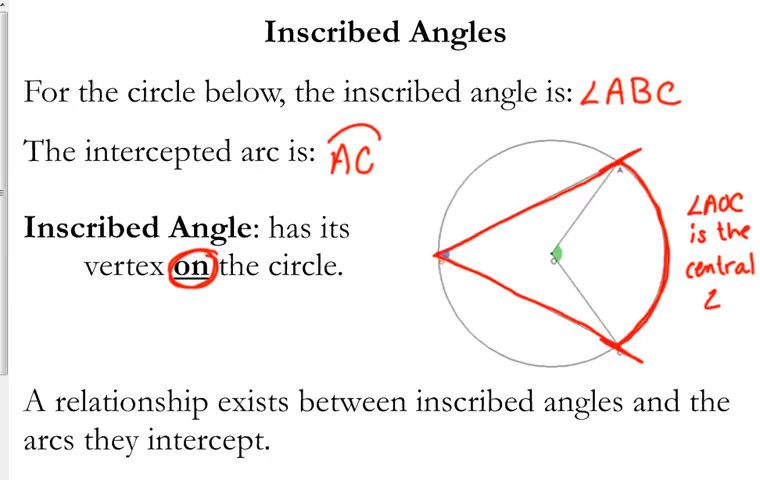 Inscribed Angles
For the circle below, the inscribed angle is: ∠ABC
The intercepted arc is: AC
Inscribed Angle: has its
vertex on the circle.
A
O
∠AOC
is the
central
∠
A relationship exists between inscribed angles and the
arcs they intercept.